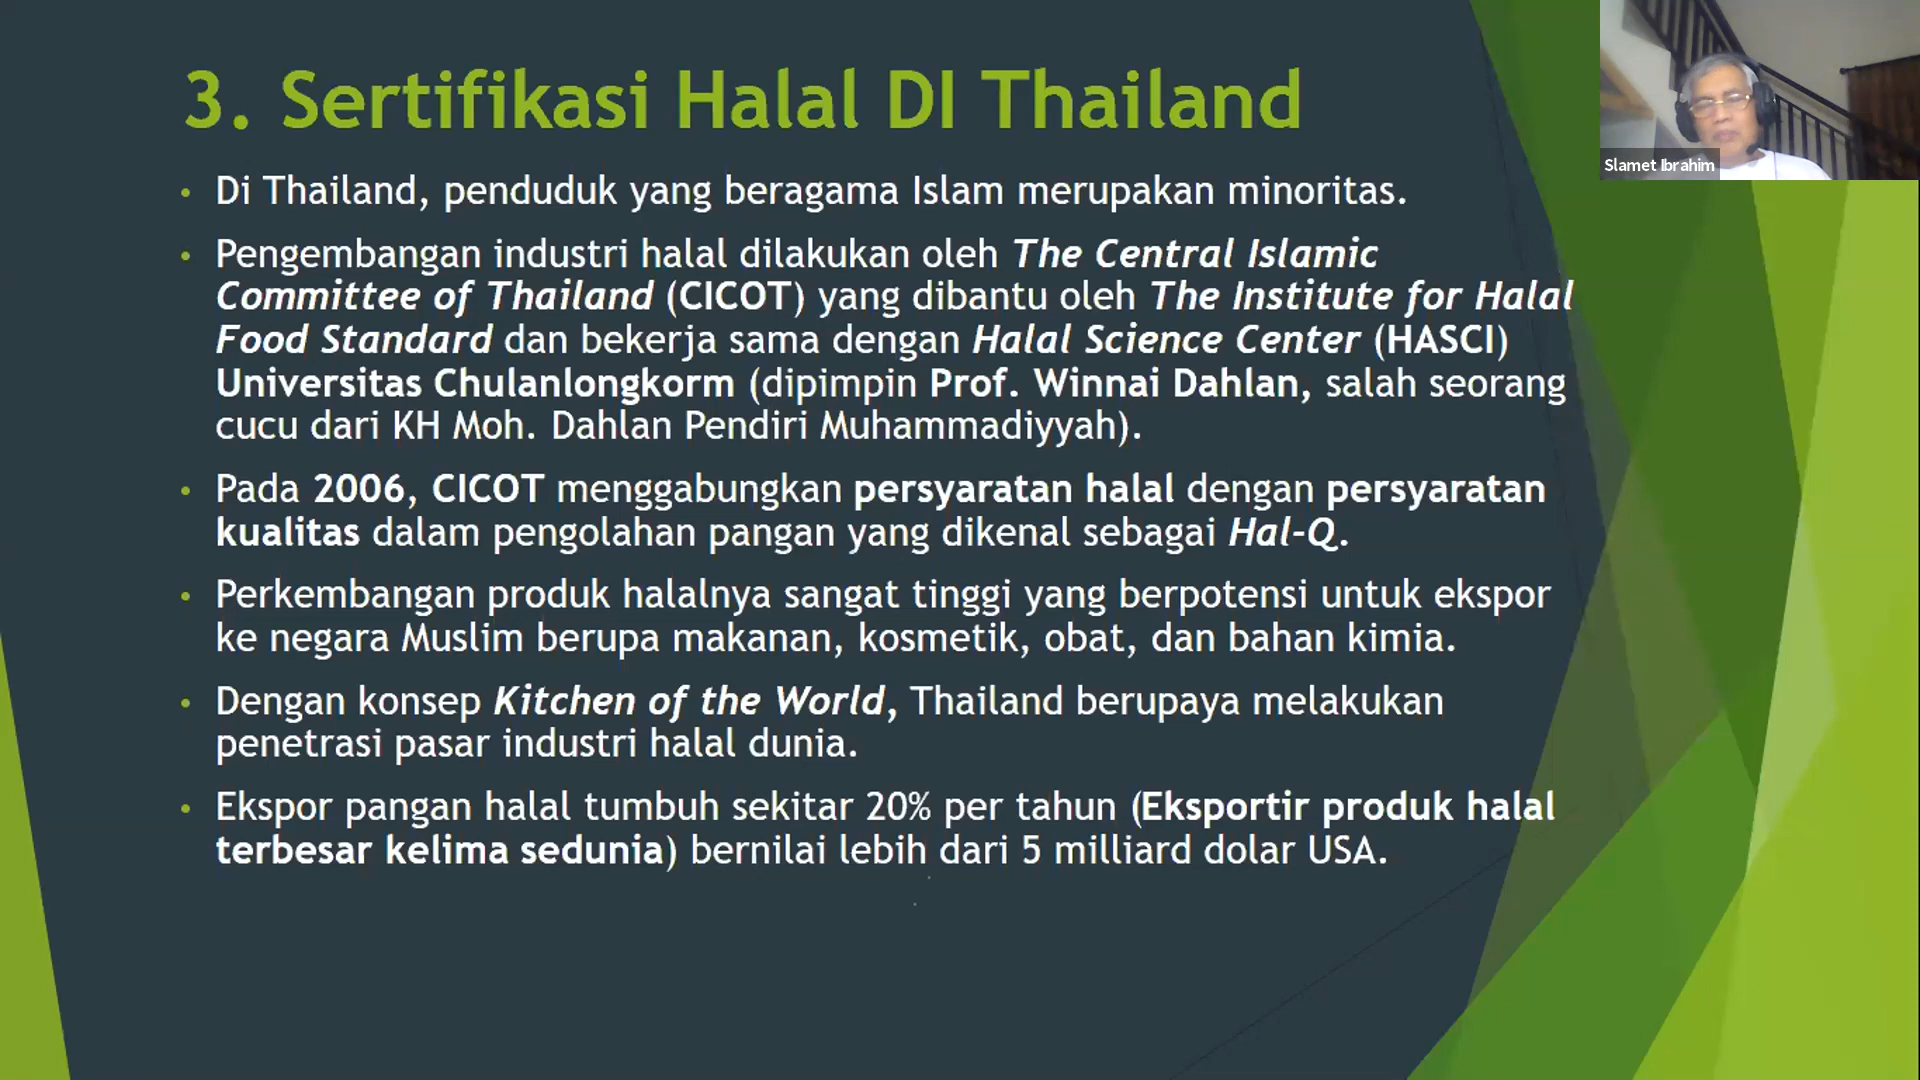 3. Sertifikasi Halal DI Thailand
Slamet Ibrahim
• Di Thailand, penduduk yang beragama Islam merupakan minoritas.
• Pengembangan industri halal dilakukan oleh The Central Islamic
Committee of Thailand (CICOT) yang dibantu oleh The Institute for Halal
Food Standard dan bekerja sama dengan Halal Science Center (HASCI)
Universitas Chulanlongkorm (dipimpin Prof. Winnai Dahlan, salah seorang
cucu dari KH Moh. Dahlan Pendiri Muhammadiyyah).
• Pada 2006, CICOT menggabungkan persyaratan halal dengan persyaratan
kualitas dalam pengolahan pangan yang dikenal sebagai Hal-Q.
• Perkembangan produk halalnya sangat tinggi yang berpotensi untuk ekspor
ke negara Muslim berupa makanan, kosmetik, obat, dan bahan kimia.
• Dengan konsep Kitchen of the World, Thailand berupaya melakukan
penetrasi pasar industri halal dunia.
• Ekspor pangan halal tumbuh sekitar 20% per tahun (Eksportir produk halal
terbesar kelima sedunia) bernilai lebih dari 5 milliard dolar USA.